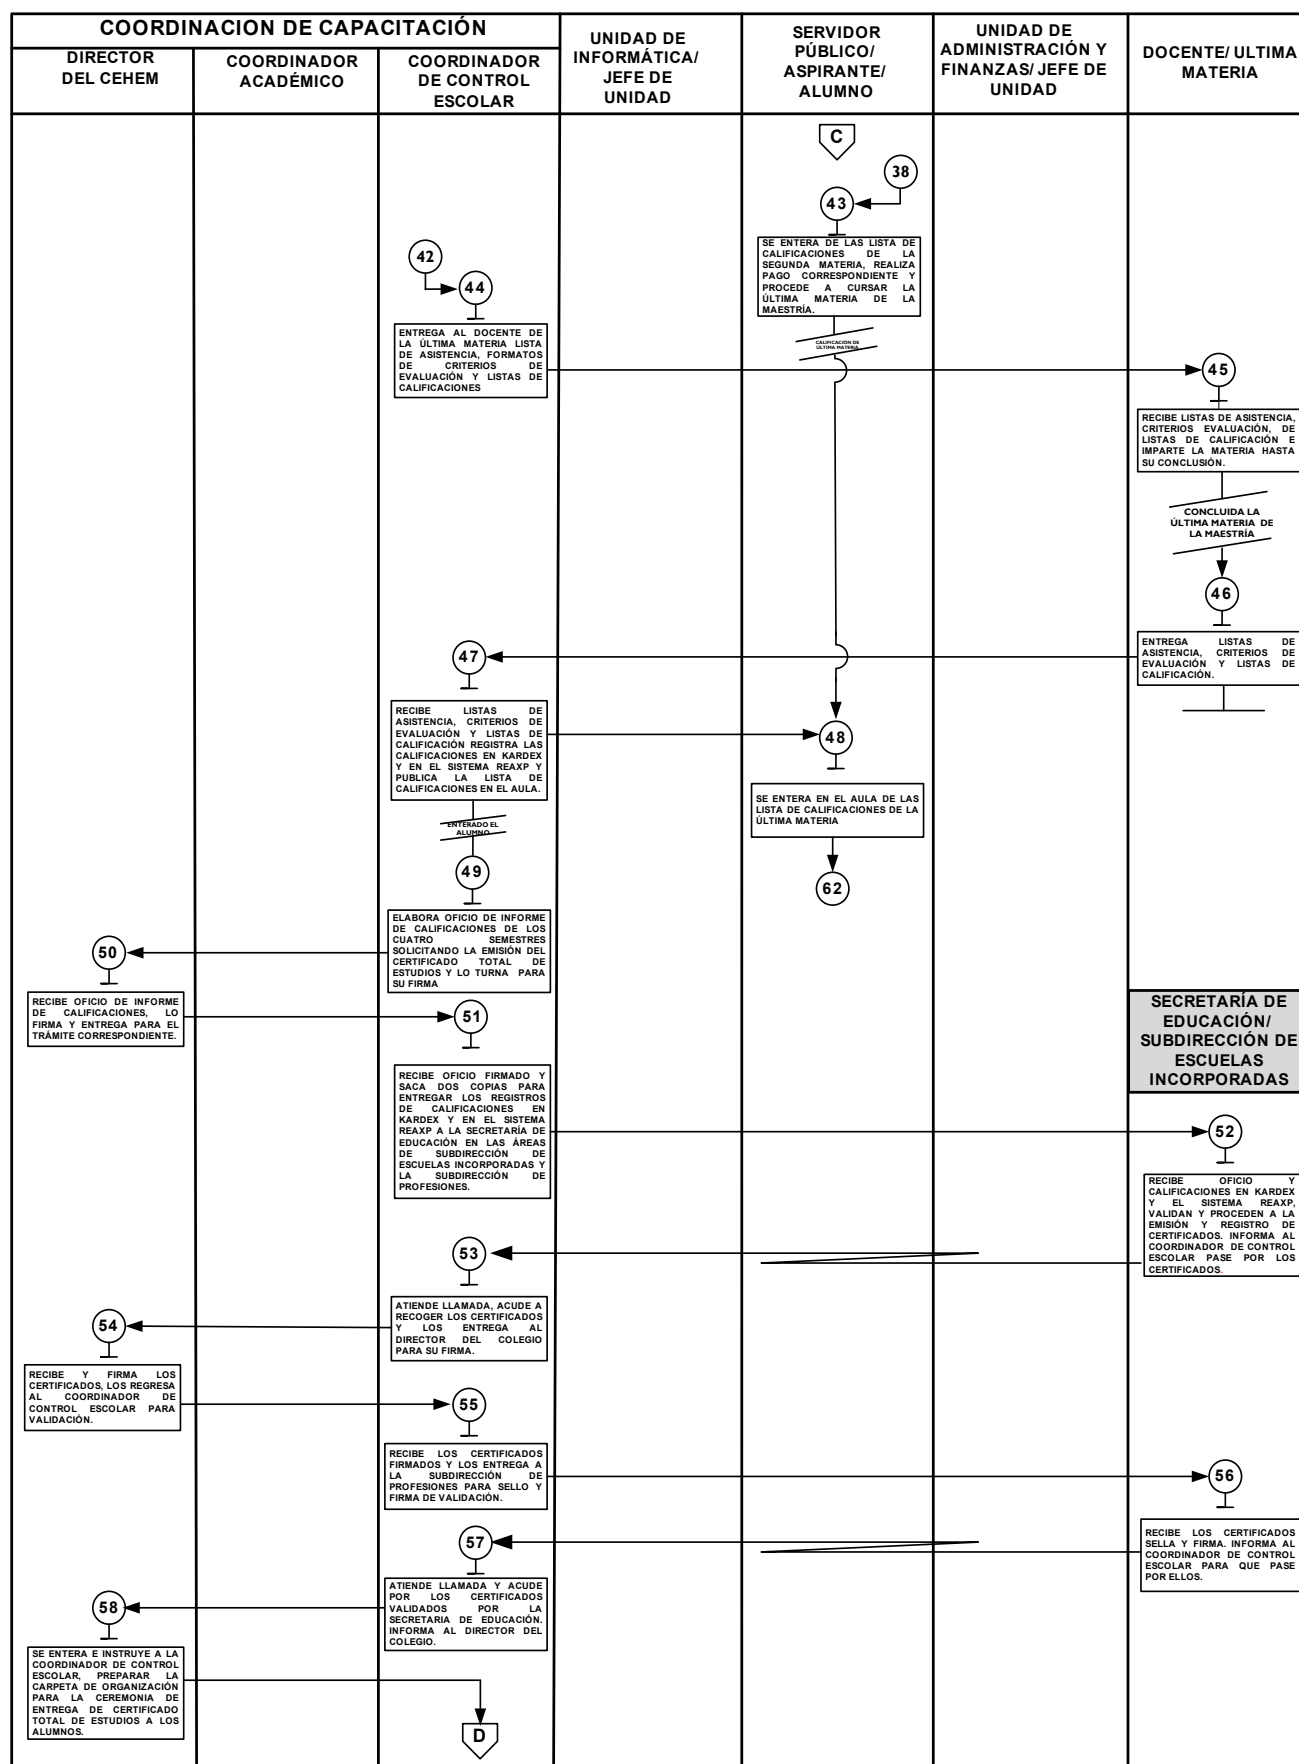 COORDINACION DE CAPACITACIÓN
DIRECTOR
DEL CEHEM
COORDINADOR
ACADÉMICO
COORDINADOR
DE CONTROL
ESCOLAR
UNIDAD DE
INFORMÁTICA/
JEFE DE
UNIDAD
SERVIDOR
PÚBLICO/
ASPIRANTE/
ALUMNO
UNIDAD DE
ADMINISTRACIÓN Y
FINANZAS/ JEFE DE
UNIDAD
DOCENTE/ ULTIMA
MATERIA
C
38
43
SE ENTERA DE LAS LISTA DE
CALIFICACIONES DE LA
SEGUNDA MATERIA, REALIZA
PAGO CORRESPONDIENTE Y
PROCEDE A CURSAR LA
ÚLTIMA MATERIA DE LA
MAESTRÍA.
42
44
ENTREGA AL DOCENTE DE
LA ÚLTIMA MATERIA LISTA
DE ASISTENCIA, FORMATOS
DE CRITERIOS DE
EVALUACIÓN Y LISTAS DE
CALIFICACIONES
CALIFICACIÓN DE
ÚLTIMA MATERIA
45
RECIBE LISTAS DE ASISTENCIA,
CRITERIOS EVALUACIÓN, DE
LISTAS DE CALIFICACIÓN E
IMPARTE LA MATERIA HASTA
SU CONCLUSIÓN.
CONCLUIDA LA
ÚLTIMA MATERIA DE
LA MAESTRÍA
46
ENTREGA LISTAS DE
ASISTENCIA, CRITERIOS DE
EVALUACIÓN Y LISTAS DE
CALIFICACIÓN.
47
RECIBE LISTAS DE
ASISTENCIA, CRITERIOS DE
EVALUACIÓN Y LISTAS DE
CALIFICACIÓN REGISTRA LAS
CALIFICACIONES EN KARDEX
Y EN EL SISTEMA REAXP Y
PUBLICA LA LISTA DE
CALIFICACIONES EN EL AULA.
48
SE ENTERA EN EL AULA DE LAS
LISTA DE CALIFICACIONES DE LA
ÚLTIMA MATERIA
62
ENTERADO EL
ALUMNO
49
ELABORA OFICIO DE INFORME
DE CALIFICACIONES DE LOS
CUATRO SEMESTRES
SOLICITANDO LA EMISIÓN DEL
CERTIFICADO TOTAL DE
ESTUDIOS Y LO TURNA PARA
SU FIRMA
50
RECIBE OFICIO DE INFORME
DE CALIFICACIONES, LO
FIRMA Y ENTREGA PARA EL
TRÁMITE CORRESPONDIENTE.
51
RECIBE OFICIO FIRMADO Y
SACA DOS COPIAS PARA
ENTREGAR LOS REGISTROS
DE CALIFICACIONES EN
KARDEX Y EN EL SISTEMA
REAXP A LA SECRETARÍA DE
EDUCACIÓN EN LAS ÁREAS
DE SUBDIRECCIÓN DE
ESCUELAS INCORPORADAS Y
LA SUBDIRECCIÓN DE
PROFESIONES.
SECRETARÍA DE
EDUCACIÓN/
SUBDIRECCIÓN DE
ESCUELAS
INCORPORADAS
52
RECIBE OFICIO Y
CALIFICACIONES EN KARDEX
Y EL SISTEMA REAXP,
VALIDAN Y PROCEDEN A LA
EMISIÓN Y REGISTRO DE
CERTIFICADOS. INFORMA AL
COORDINADOR DE CONTROL
ESCOLAR PASE POR LOS
CERTIFICADOS.
53
ATIENDE LLAMADA, ACUDE A
RECOGER LOS CERTIFICADOS
Y LOS ENTREGA AL
DIRECTOR DEL COLEGIO
PARA SU FIRMA.
54
RECIBE Y FIRMA LOS
CERTIFICADOS, LOS REGRESA
AL COORDINADOR DE
CONTROL ESCOLAR PARA
VALIDACIÓN.
55
RECIBE LOS CERTIFICADOS
FIRMADOS Y LOS ENTREGA A
LA SUBDIRECCIÓN DE
PROFESIONES PARA SELLO Y
FIRMA DE VALIDACIÓN.
56
RECIBE LOS CERTIFICADOS
SELLA Y FIRMA. INFORMA AL
COORDINADOR DE CONTROL
ESCOLAR PARA QUE PASE
POR ELLOS.
57
ATIENDE LLAMADA Y ACUDE
POR LOS CERTIFICADOS
VALIDADOS POR LA
SECRETARIA DE EDUCACIÓN.
INFORMA AL DIRECTOR DEL
COLEGIO.
58
SE ENTERA E INSTRUYE A LA
COORDINADOR DE CONTROL
ESCOLAR, PREPARAR LA
CARPETA DE ORGANIZACIÓN
PARA LA CEREMONIA DE
ENTREGA DE CERTIFICADO
TOTAL DE ESTUDIOS A LOS
ALUMNOS.
D